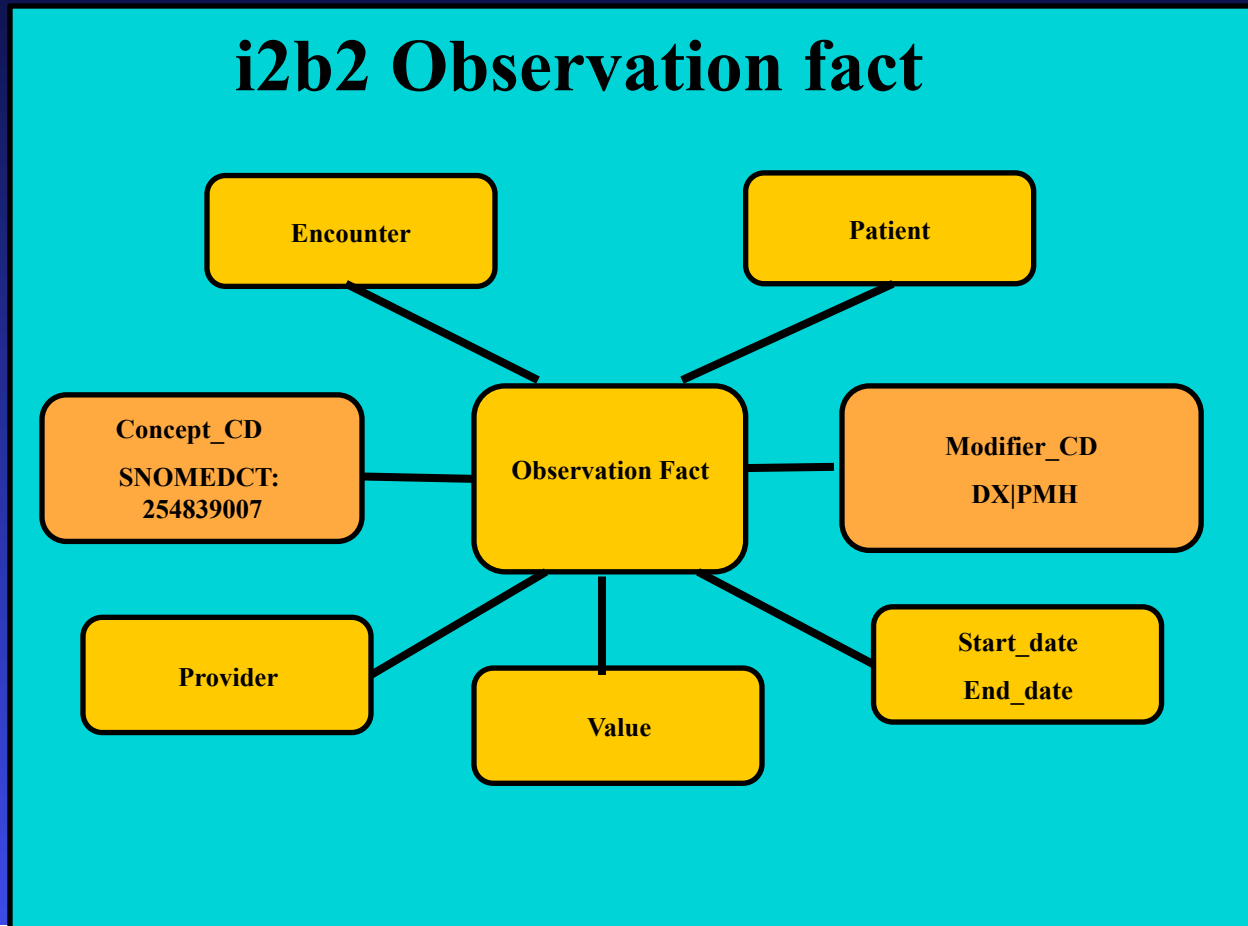 i2b2 Observation fact
Encounter
Patient
Concept_CD
SNOMEDCT:
254839007
Observation Fact
Modifier_CD
DX|PMH
Provider
Value
Start_date
End_date